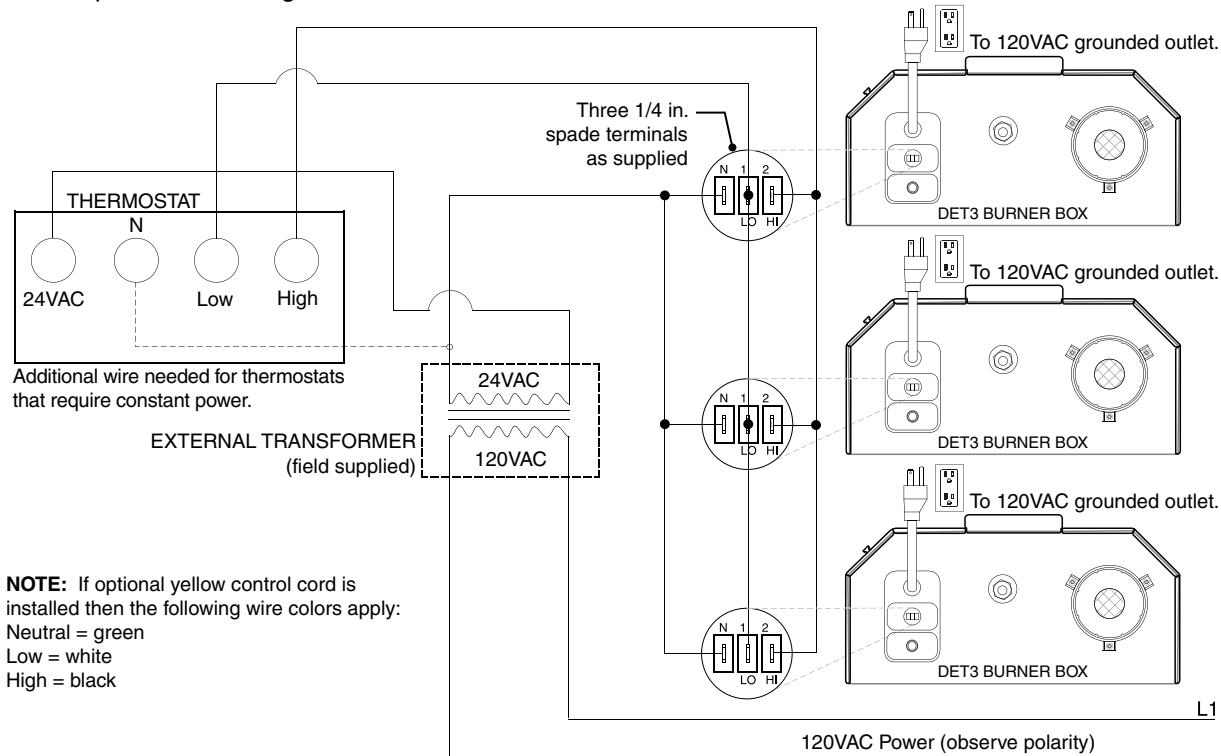 To 120VAC grounded outlet.
Three 1/4 in.
spade terminals
as supplied
N 1 2
LO HI
DET3 BURNER BOX
THERMOSTAT
N
24VAC
Low
High
Additional wire needed for thermostats
that require constant power.
24VAC
EXTERNAL TRANSFORMER
(field supplied)
120VAC
To 120VAC grounded outlet.
N 1 2
LO HI
DET3 BURNER BOX
To 120VAC grounded outlet.
N 1 2
LO HI
DET3 BURNER BOX
NOTE: If optional yellow control cord is
installed then the following wire colors apply:
Neutral = green
Low = white
High = black
L1
120VAC Power (observe polarity)